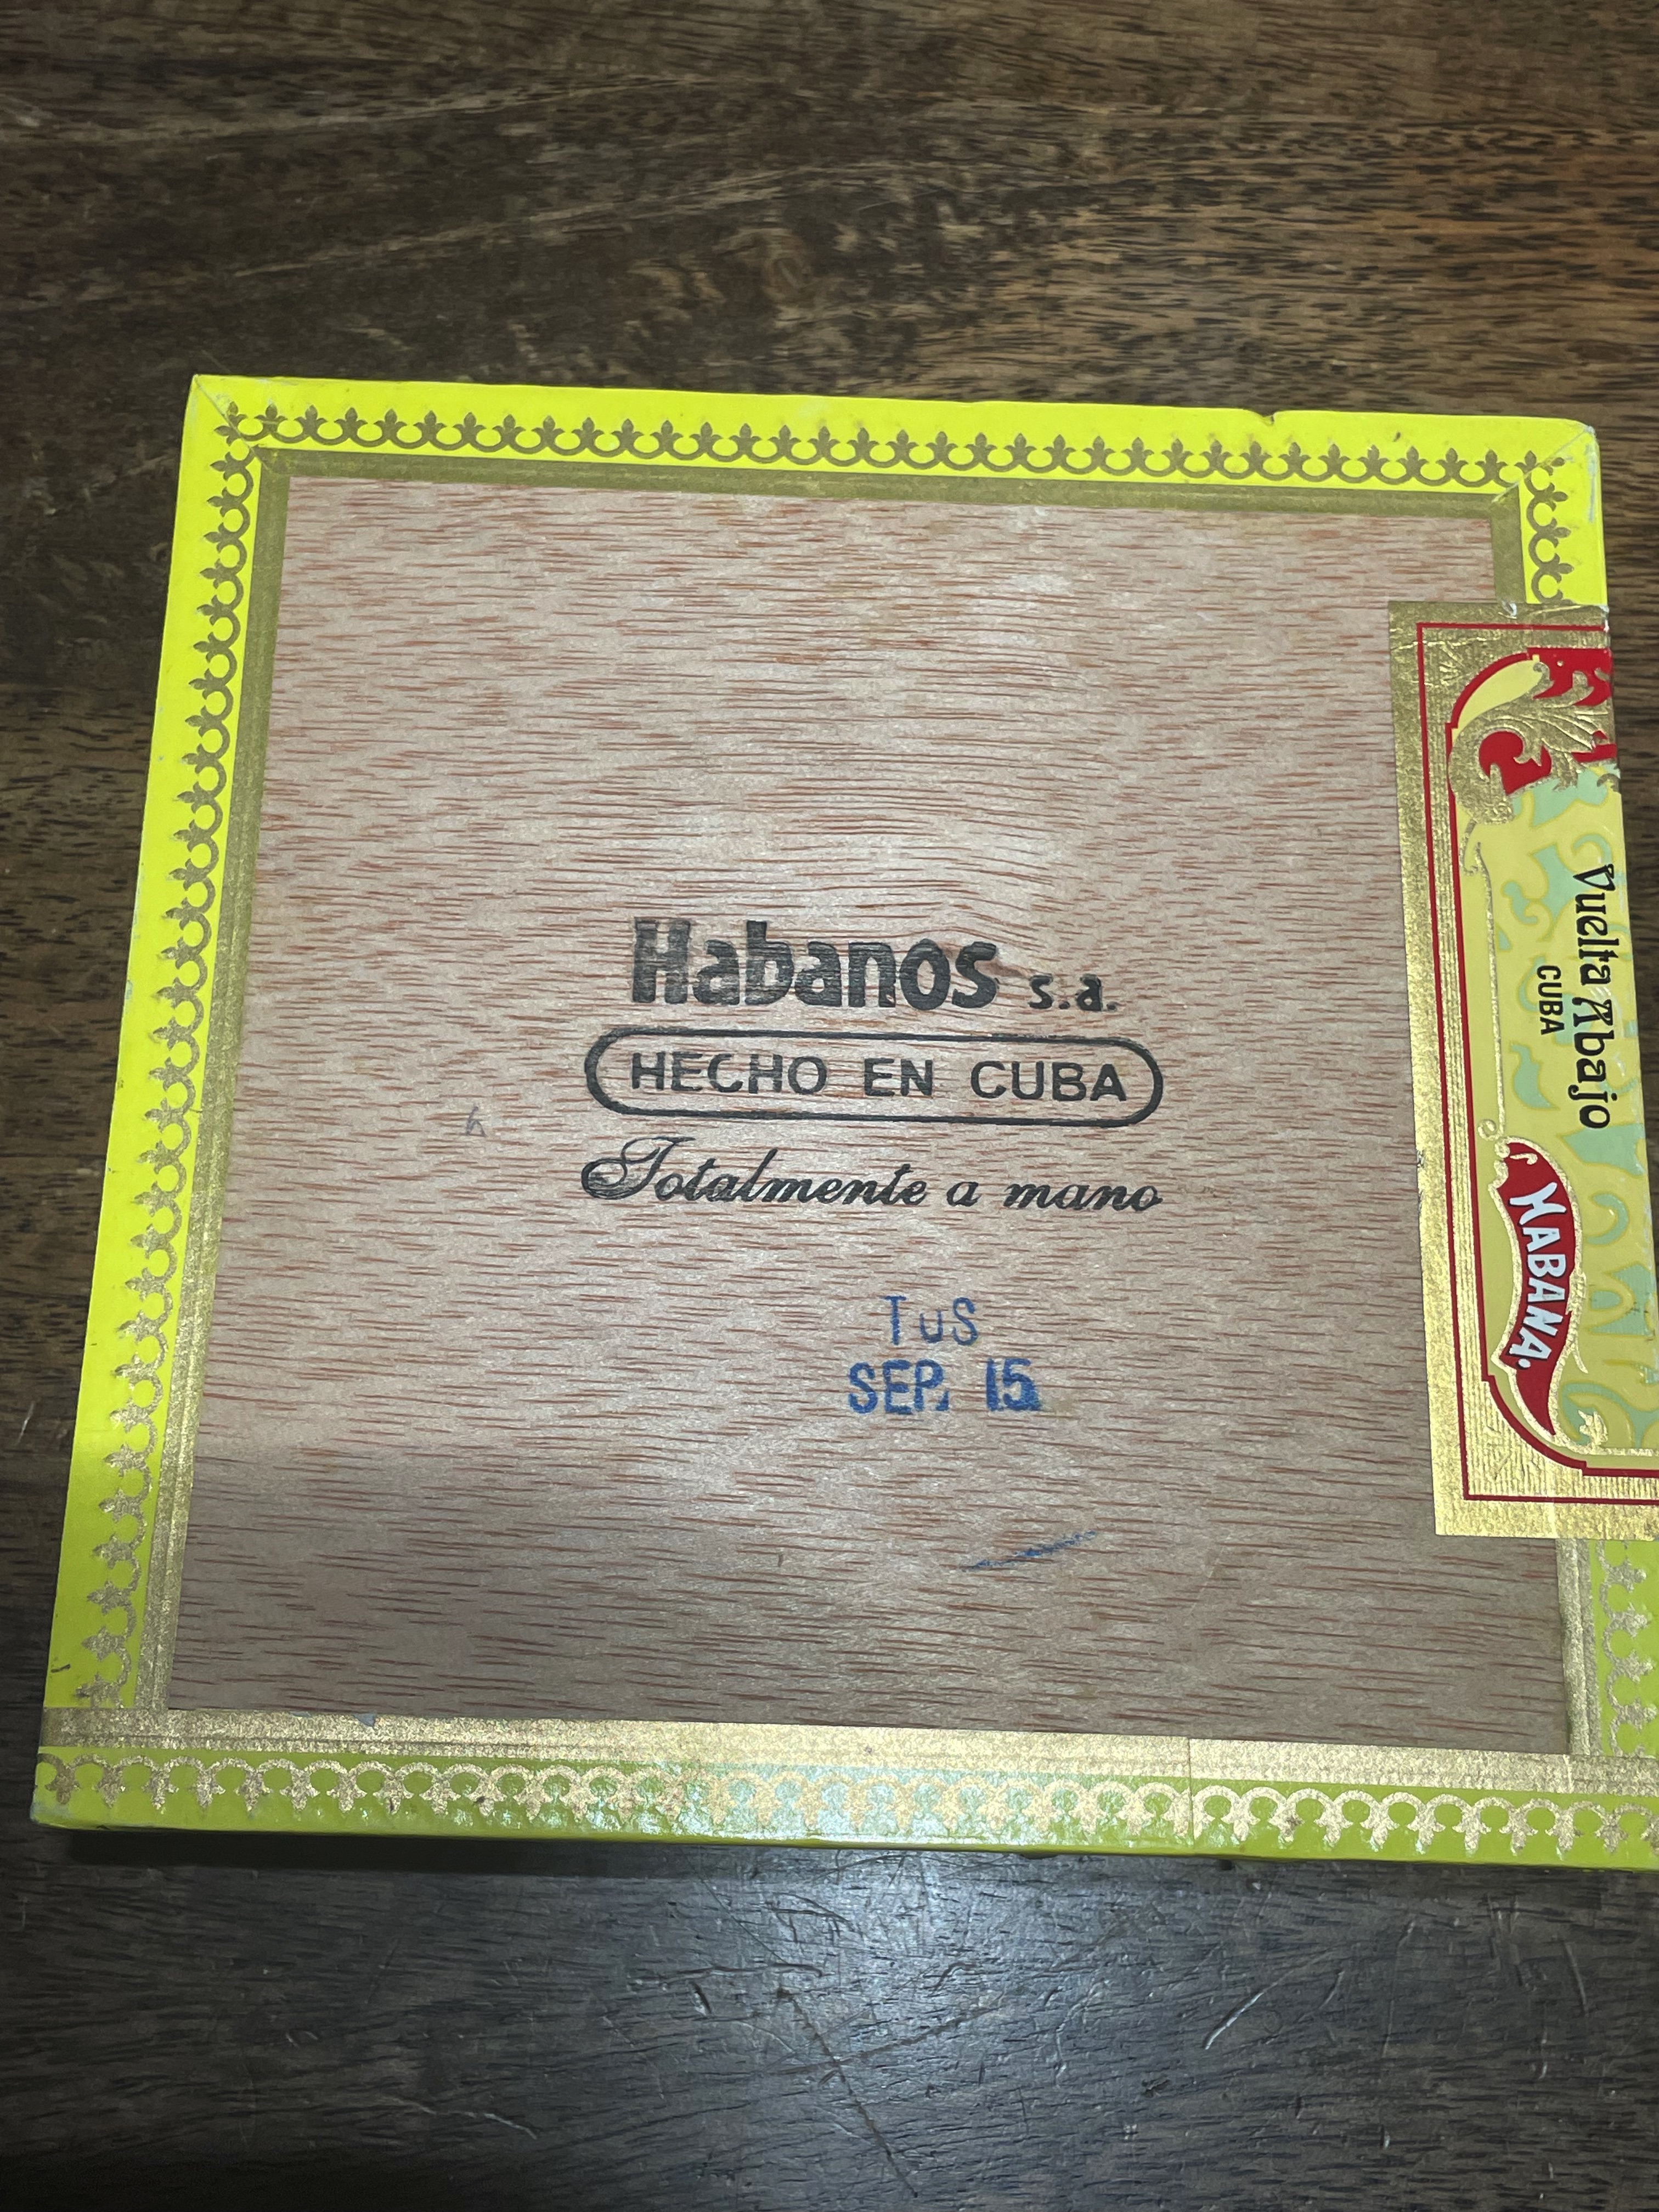 Habanos s.a.
HECHO EN CUBA
Totalmente a mano
TUS
SEP. 15
Vuelta Abajo
CUBA
HABANA.